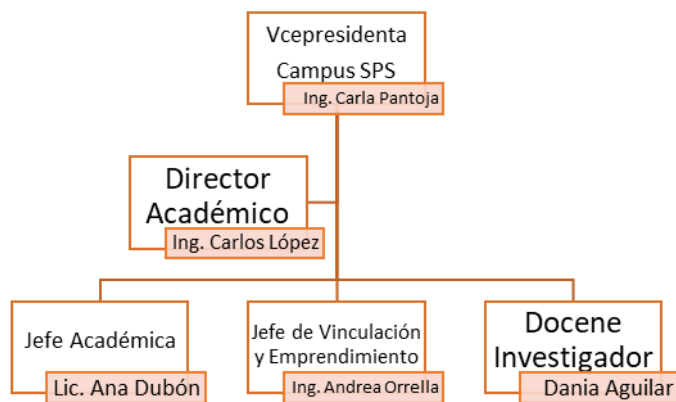 Vcepresidenta
Campus SPS
Ing. Carla Pantoja
Director
Académico
Ing. Carlos López
Jefe Académica
Lic. Ana Dubón
Jefe de Vinculación
y Emprendimiento
Ing. Andrea Orrella
Docene
Investigador
Dania Aguilar